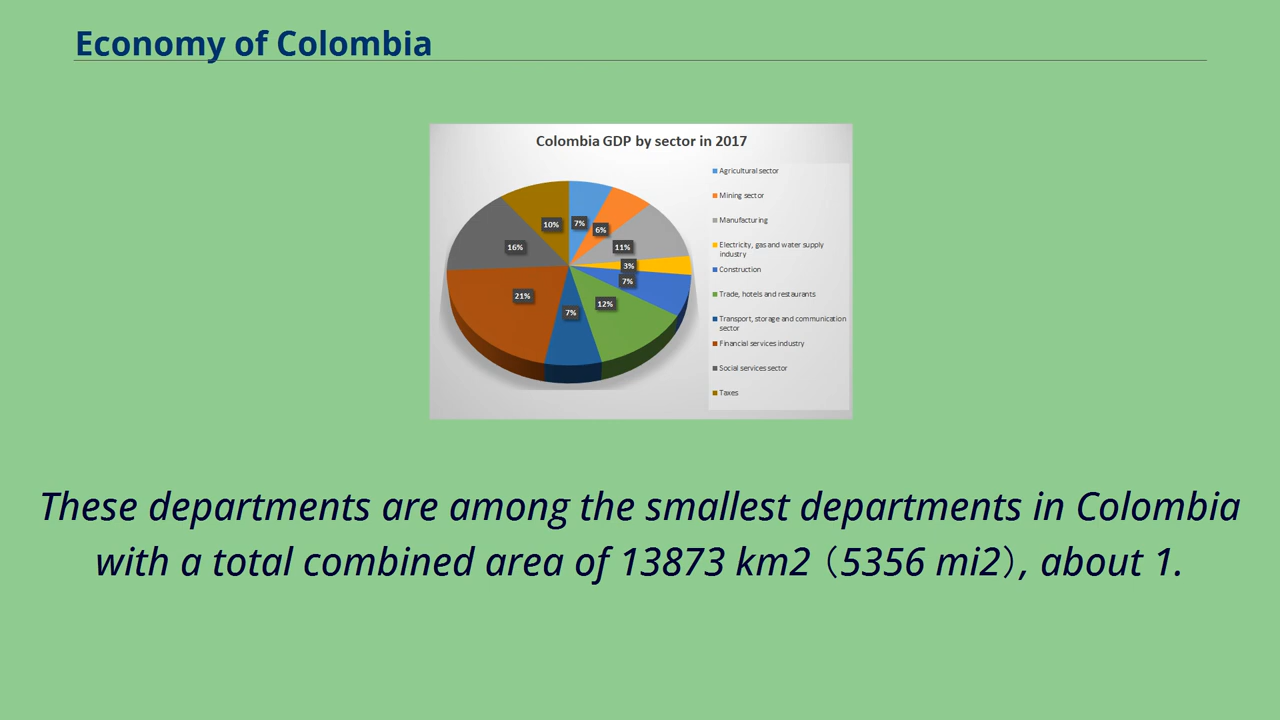 Economy of Colombia
Colombia GDP by sector in 2017
Agricultural sector
Mining sector
Manufacturing
Electricity, gas and water supply
industry
Construction
Trade, hotels and restaurants
Transport, storage and communication
sector
Financial services industry
Social services sector
Taxes
10%
7%
6%
16%
11%
3%
7%
21%
12%
7%
These departments are among the smallest departments in Colombia
with a total combined area of 13873 km2（5356 mi2）, about 1.